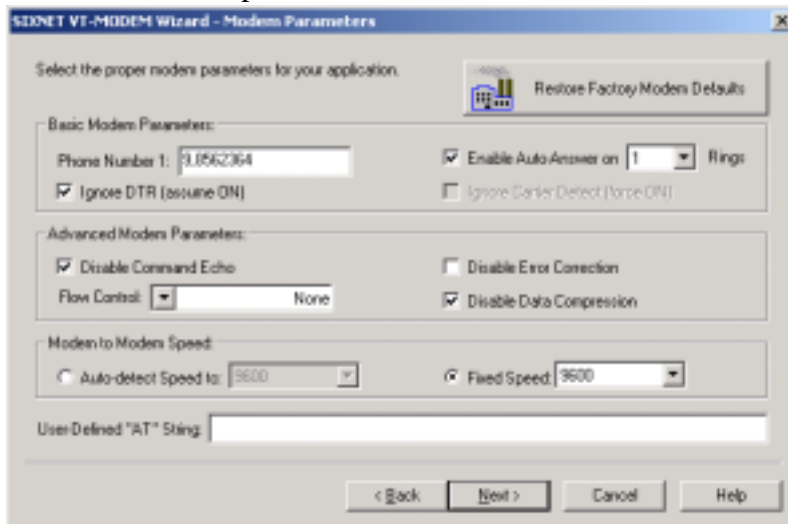 SIXNET VT-MODEM Wizard - Modem Parameters
Select the proper modem parameters for your application.
Restore Factory Modem Defaults
Basic Modem Parameters:
Phone Number 1: 9,8562364
Enable Auto Answer on 1 Rings
Ignore DTR (assume ON)
Ignore Carrier Detect (force ON)
Advanced Modem Parameters:
Disable Command Echo
Disable Error Correction
Flow Control: None
Disable Data Compression
Modem to Modem Speed:
Auto-detect Speed to: 9600
Fixed Speed: 9600
User-Defined "AT" String:
< Back Next > Cancel Help